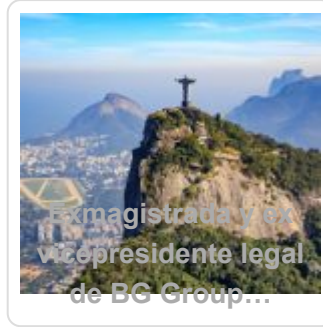 Exmagistrada y ex
vicepresidente legal
de BG Group...